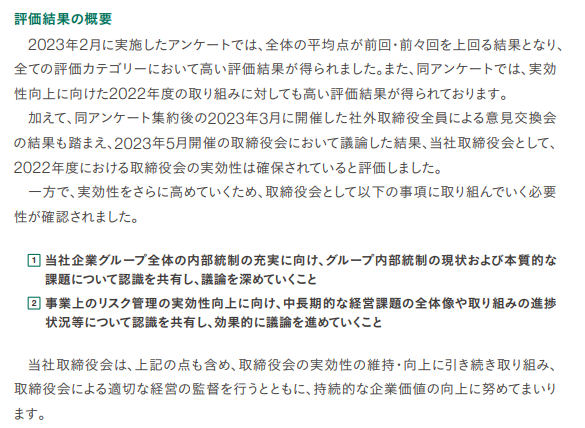 評価結果の概要
2023年2月に実施したアンケートでは、全体の平均点が前回・前々回を上回る結果となり、
全ての評価カテゴリーにおいて高い評価結果が得られました。また、同アンケートでは、実効
性向上に向けた2022年度の取り組みに対しても高い評価結果が得られております。
加えて、同アンケート集約後の2023年3月に開催した社外取締役全員による意見交換会
の結果も踏まえ、2023年5月開催の取締役会において議論した結果、当社取締役会として、
2022年度における取締役会の実効性は確保されていると評価しました。
一方で、実効性をさらに高めていくため、取締役会として以下の事項に取り組んでいく必要
性が確認されました。
1 当社企業グループ全体の内部統制の充実に向け、グループ内部統制の現状および本質的な
課題について認識を共有し、議論を深めていくこと
2 事業上のリスク管理の実効性向上に向け、中長期的な経営課題の全体像や取り組みの進捗
状況等について認識を共有し、効果的に議論を進めていくこと
当社取締役会は、上記の点も含め、取締役会の実効性の維持・向上に引き続き取り組み、
取締役会による適切な経営の監督を行うとともに、持続的な企業価値の向上に努めてまいり
ます。